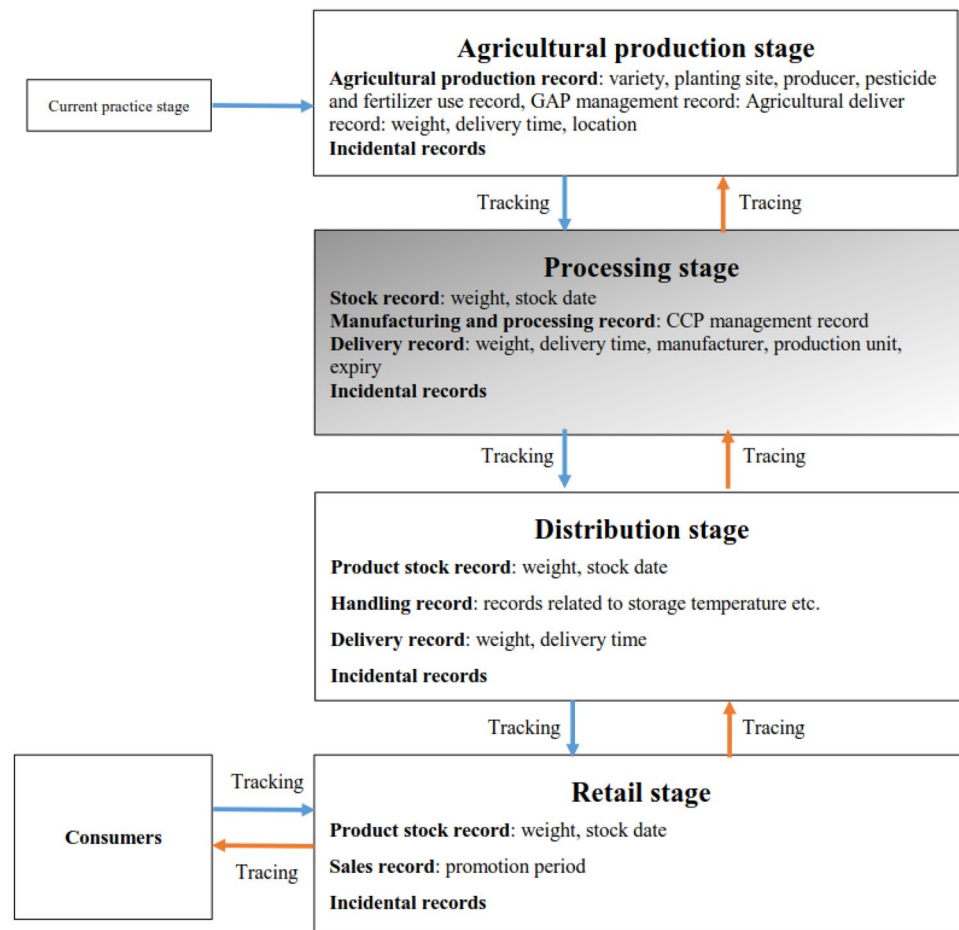 Agricultural production stage
Current practice stage
Agricultural production record: variety, planting site, producer, pesticide
and fertilizer use record, GAP management record: Agricultural deliver
record: weight, delivery time, location
Incidental records
Tracking
Tracing
Processing stage
Stock record: weight, stock date
Manufacturing and processing record: CCP management record
Delivery record: weight, delivery time, manufacturer, production unit,
expiry
Incidental records
Tracking
Tracing
Distribution stage
Product stock record: weight, stock date
Handling record: records related to storage temperature etc.
Delivery record: weight, delivery time
Incidental records
Tracking
Tracing
Consumers
Tracking
Tracing
Retail stage
Product stock record: weight, stock date
Sales record: promotion period
Incidental records